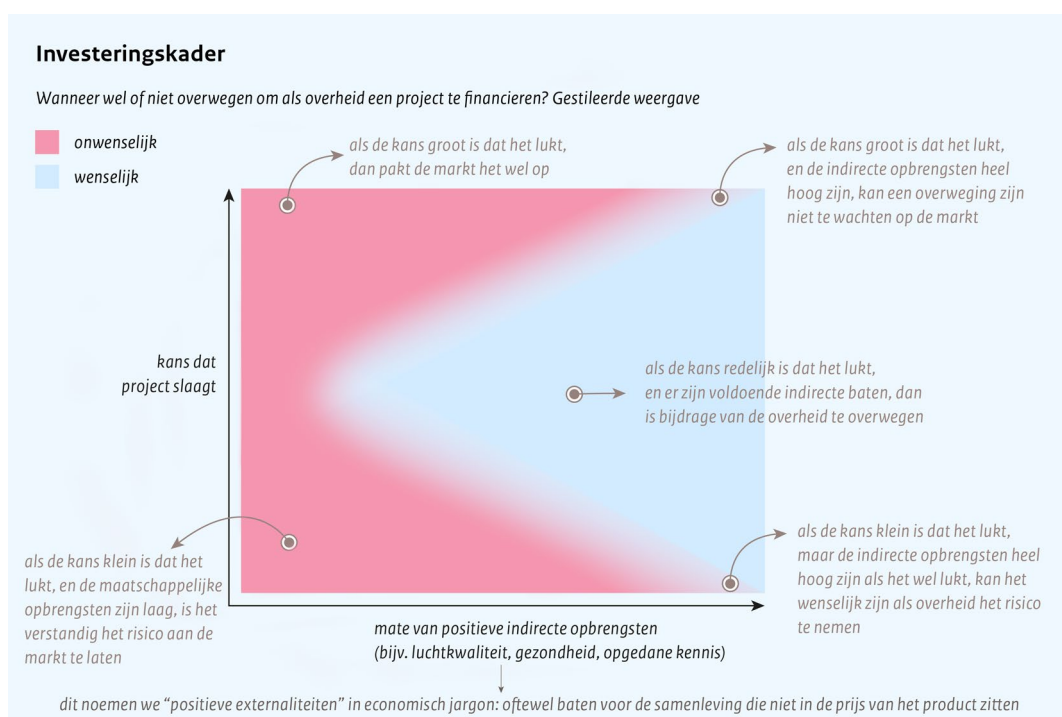 Investeringskader
Wanneer wel of niet overwegen om als overheid een project te financieren? Gestileerde weergave
onwenselijk
wenselijk
als de kans groot is dat het lukt,
dan pakt de markt het wel op
als de kans groot is dat het lukt,
en de indirecte opbrengsten heel
hoog zijn, kan een overweging zijn
niet te wachten op de markt
kans dat
project slaagt
als de kans redelijk is dat het lukt,
en er zijn voldoende indirecte baten, dan
is bijdrage van de overheid te overwegen
als de kans klein is dat het
lukt, en de maatschappelijke
opbrengsten zijn laag, is het
verstandig het risico aan de
markt te laten
als de kans klein is dat het lukt,
maar de indirecte opbrengsten heel
hoog zijn als het wel lukt, kan het
wenselijk zijn als overheid het risico
te nemen
mate van positieve indirecte opbrengsten
(bijv. luchtkwaliteit, gezondheid, opgedane kennis)
dit noemen we “positieve externaliteiten” in economisch jargon: oftewel baten voor de samenleving die niet in de prijs van het product zitten